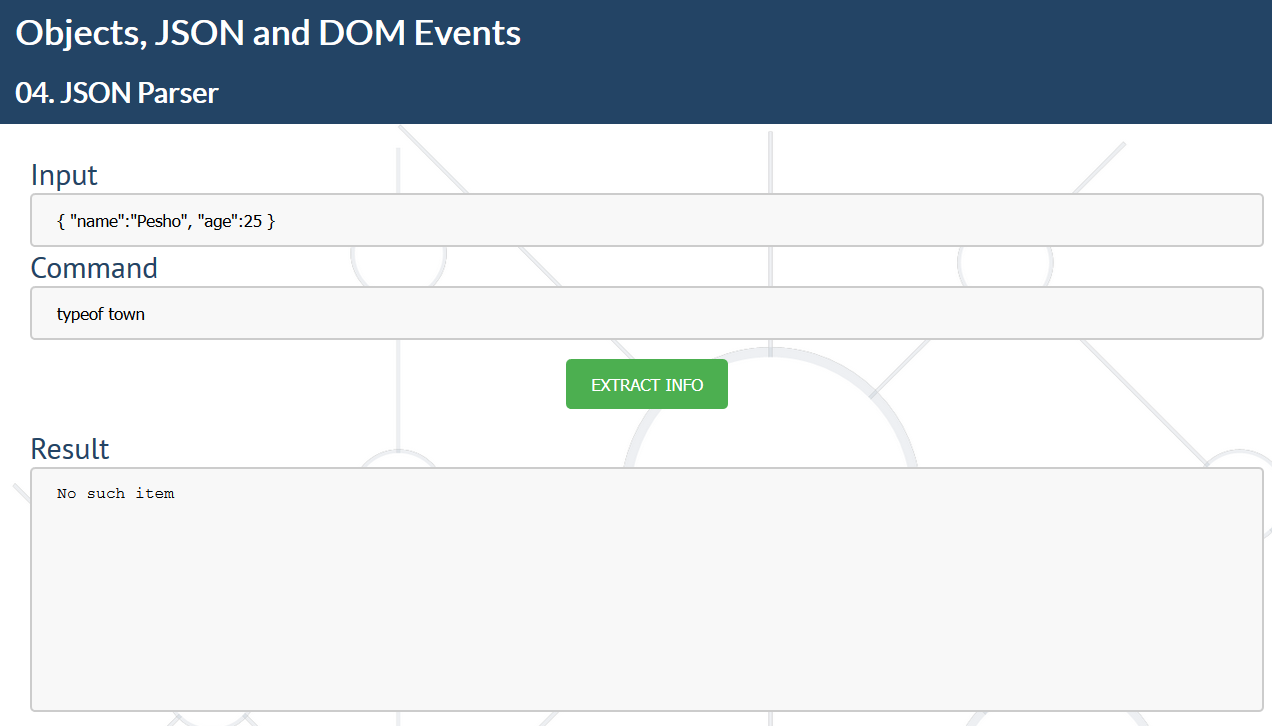 Objects, JSON and DOM Events
04. JSON Parser
Input
{ "name":"Pesho", "age":25 }
Command
typeof town
EXTRACT INFO
Result
No such item